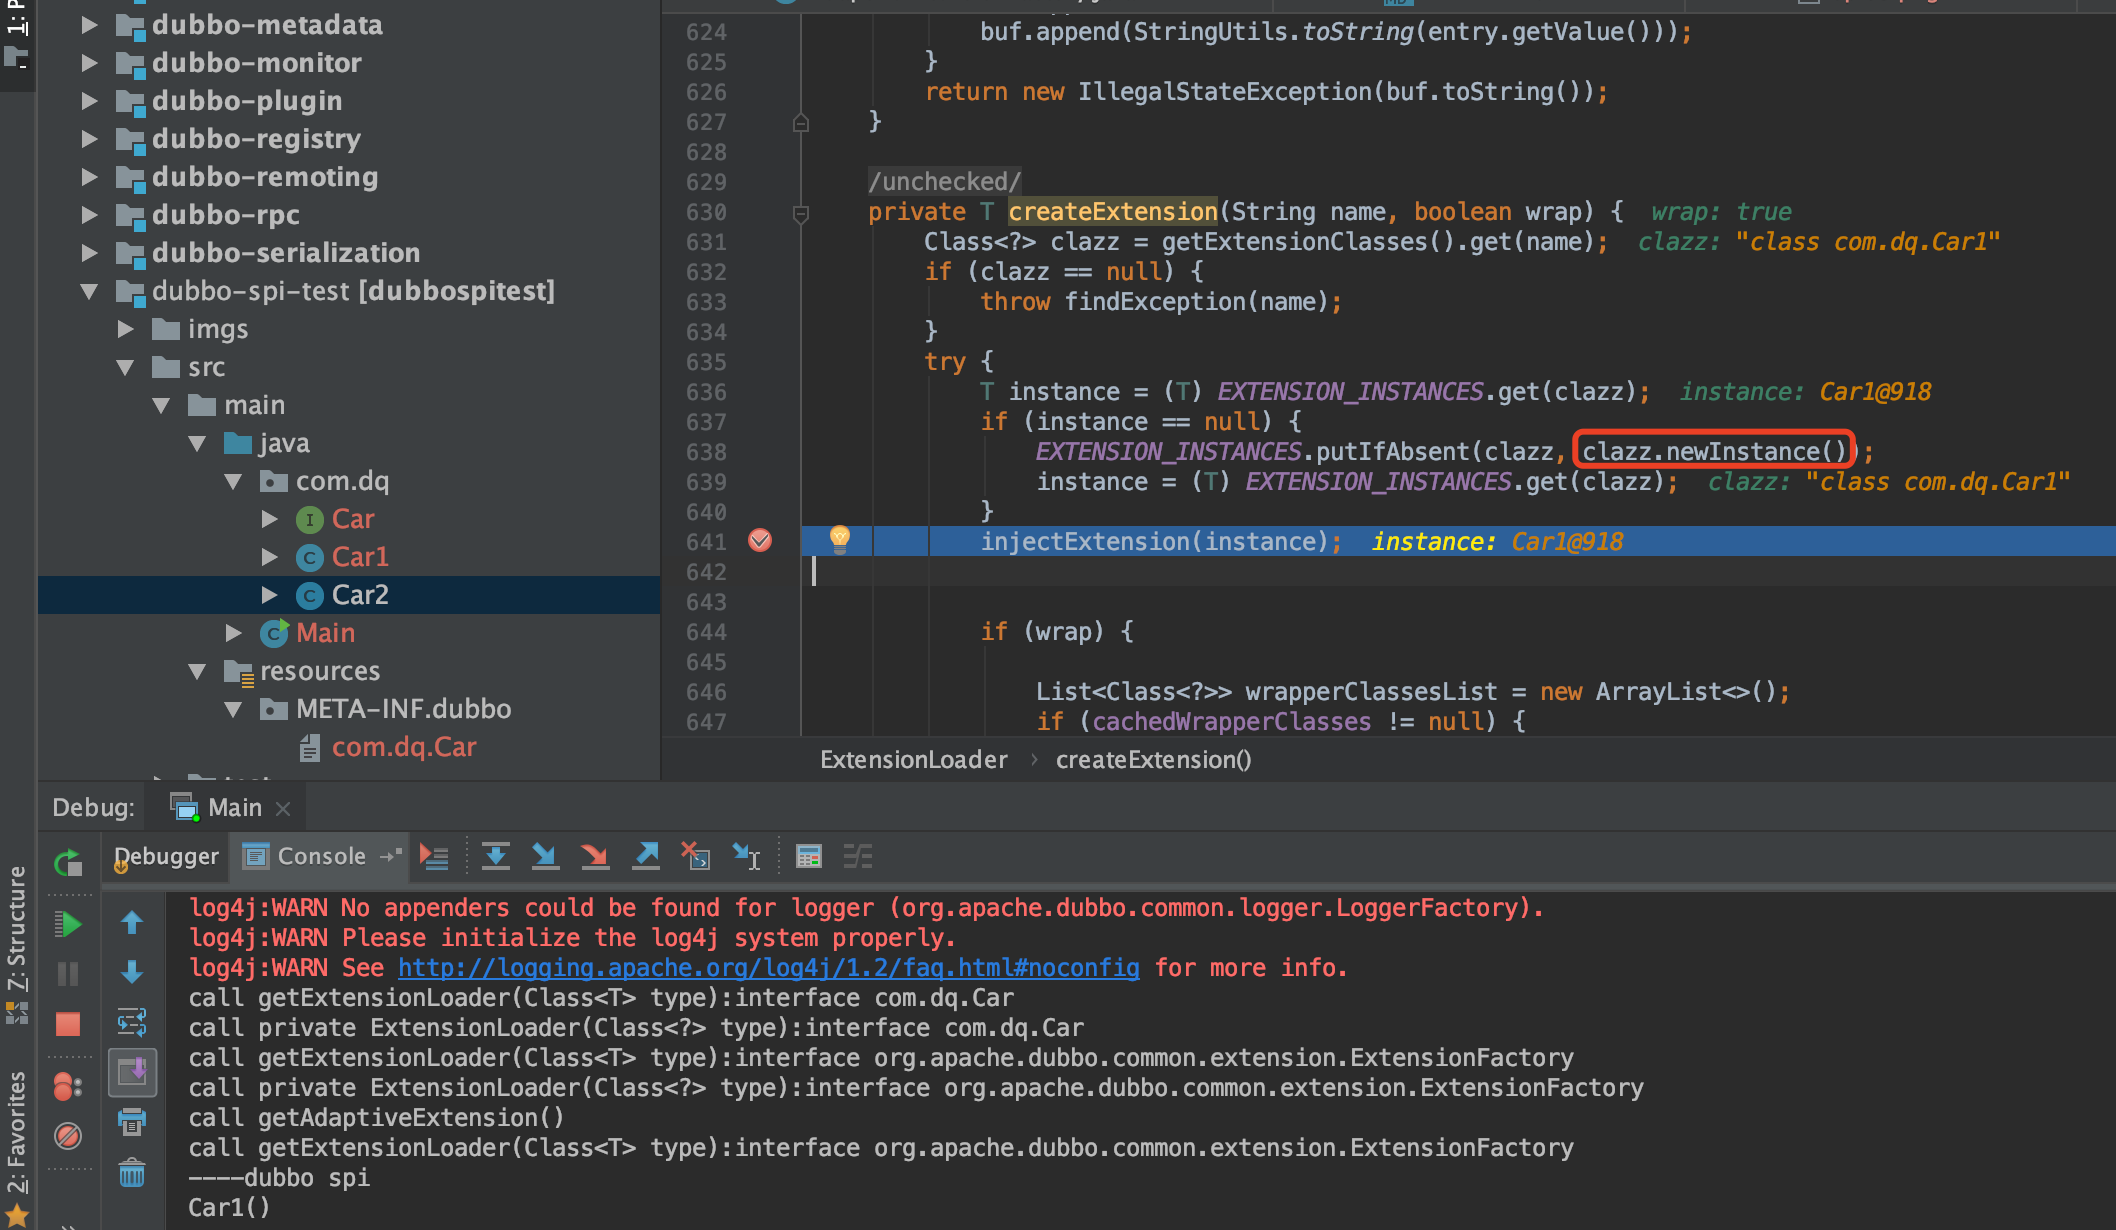 1: P
dubbo-metadata
dubbo-monitor
dubbo-plugin
dubbo-registry
dubbo-remoting
dubbo-rpc
dubbo-serialization
dubbo-spi-test [dubbospitest]
imgs
src
main
java
com.dq
Car
Car1
Car2
Main
resources
META-INF.dubbo
com.dq.Car
624 buf.append(StringUtils.toString(entry.getValue()));
625 }
626 return new IllegalStateException(buf.toString());
627 }
628
629 /unchecked/
630 private T createExtension(String name, boolean wrap) { wrap: true
631 Class<?> clazz = getExtensionClasses().get(name); clazz: "class com.dq.Car1"
632 if (clazz == null) {
633 throw findException(name);
634 }
635 try {
636 T instance = (T) EXTENSION_INSTANCES.get(clazz); instance: Car1@918
637 if (instance == null) {
638 EXTENSION_INSTANCES.putIfAbsent(clazz, clazz.newInstance());
639 instance = (T) EXTENSION_INSTANCES.get(clazz); clazz: "class com.dq.Car1"
640 }
641 injectExtension(instance); instance: Car1@918
642
643
644 if (wrap) {
645
646 List<Class<?>> wrapperClassesList = new ArrayList<>();
647 if (cachedWrapperClasses != null) {
ExtensionLoader › createExtension()
Debug: Main
Debugger Console
log4j:WARN No appenders could be found for logger (org.apache.dubbo.common.logger.LoggerFactory).
log4j:WARN Please initialize the log4j system properly.
log4j:WARN See http://logging.apache.org/log4j/1.2/faq.html#noconfig for more info.
call getExtensionLoader(Class<T> type):interface com.dq.Car
call private ExtensionLoader(Class<?> type):interface com.dq.Car
call getExtensionLoader(Class<T> type):interface org.apache.dubbo.common.extension.ExtensionFactory
call private ExtensionLoader(Class<?> type):interface org.apache.dubbo.common.extension.ExtensionFactory
call getAdaptiveExtension()
call getExtensionLoader(Class<T> type):interface org.apache.dubbo.common.extension.ExtensionFactory
----dubbo spi
Car1()
7: Structure
2: Favorites